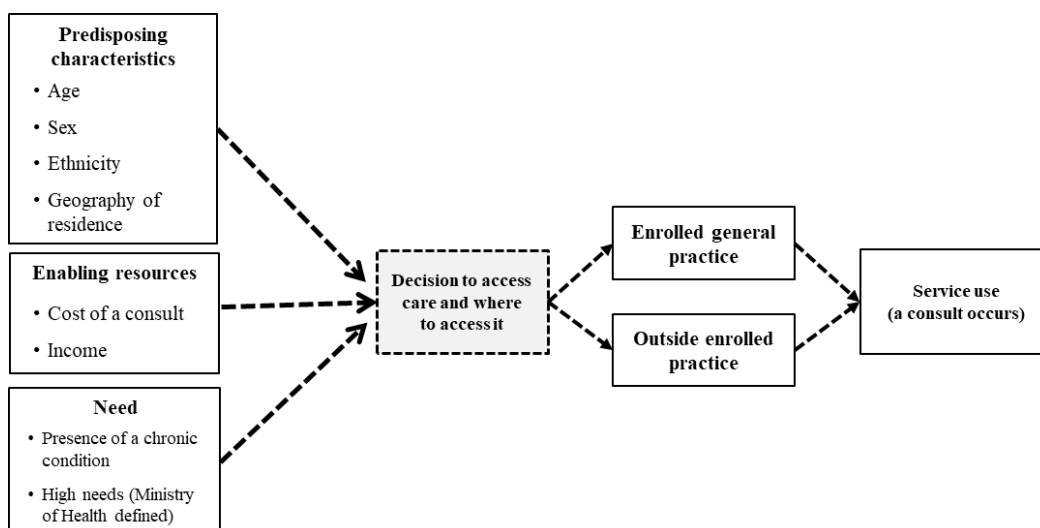 Predisposing
characteristics
• Age
• Sex
• Ethnicity
• Geography of
residence
Enabling resources
• Cost of a consult
• Income
Need
• Presence of a chronic
condition
• High needs (Ministry
of Health defined)
Decision to access
care and where
to access it
Enrolled general
practice
Outside enrolled
practice
Service use
(a consult occurs)